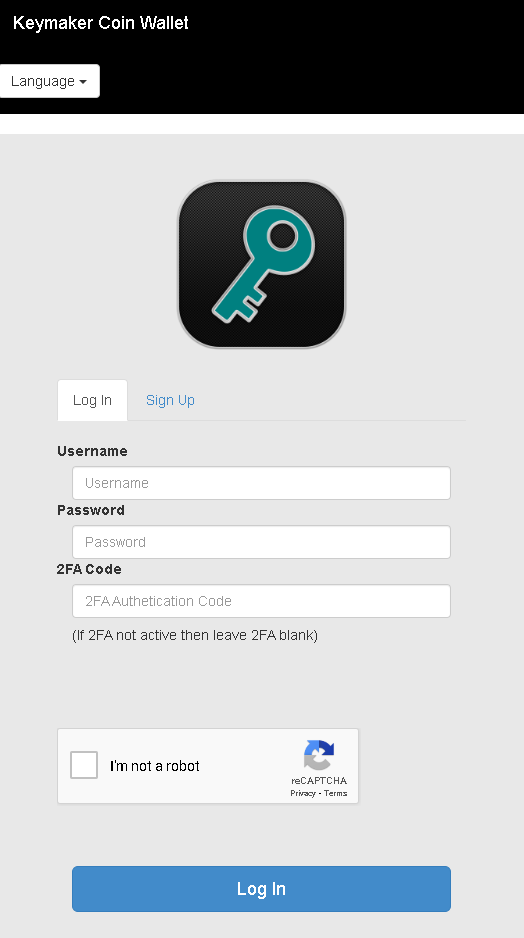 Keymaker Coin Wallet
Language
Log In
Sign Up
Username
Username
Password
Password
2FA Code
2FA Authetication Code
(If 2FA not active then leave 2FA blank)
I'm not a robot
reCAPTCHA
Privacy - Terms
Log In